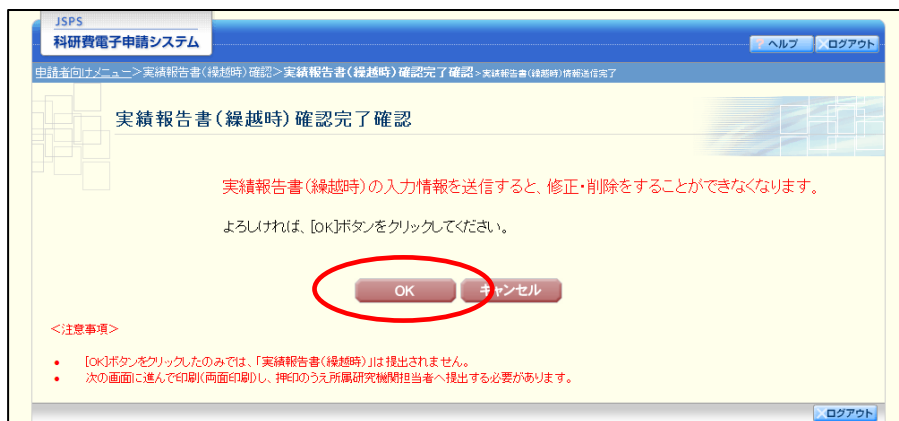 JSPS
科研費電子申請システム
? ヘルプ
ログアウト
申請者向けメニュー>実績報告書(繰越時)確認>実績報告書(繰越時)確認完了確認>実績報告書(繰越時)情報送信完了
実績報告書(繰越時)確認完了確認
実績報告書(繰越時)の入力情報を送信すると、修正・削除をすることができなくなります。
よろしければ、[OK]ボタンをクリックしてください。
OK
キャンセル
<注意事項>
• [OK]ボタンをクリックしたのみでは、「実績報告書(繰越時)」は提出されません。
• 次の画面に進んで印刷(両面印刷)し、押印のうえ所属研究機関担当者へ提出する必要があります。
ログアウト